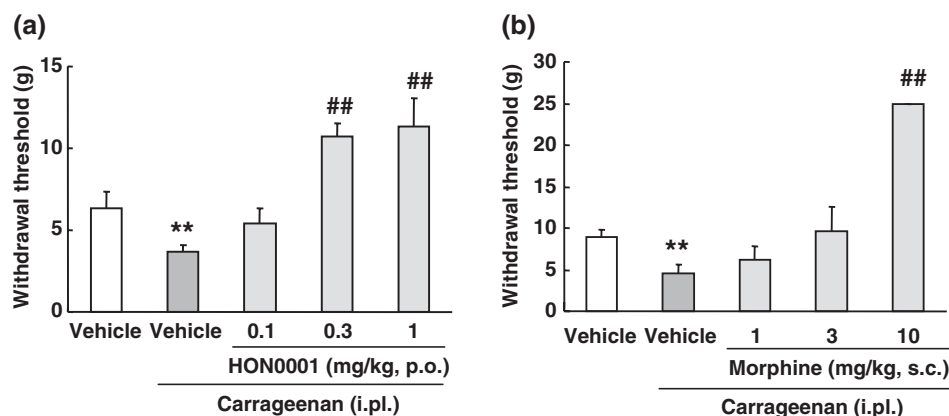 (a)
Withdrawal threshold (g)
15
10
5
0
**
##
##
Vehicle Vehicle 0.1 0.3 1
HON0001 (mg/kg, p.o.)
Carrageenan (i.pl.)
(b)
Withdrawal threshold (g)
30
25
20
15
10
5
0
**
##
Vehicle Vehicle 1 3 10
Morphine (mg/kg, s.c.)
Carrageenan (i.pl.)